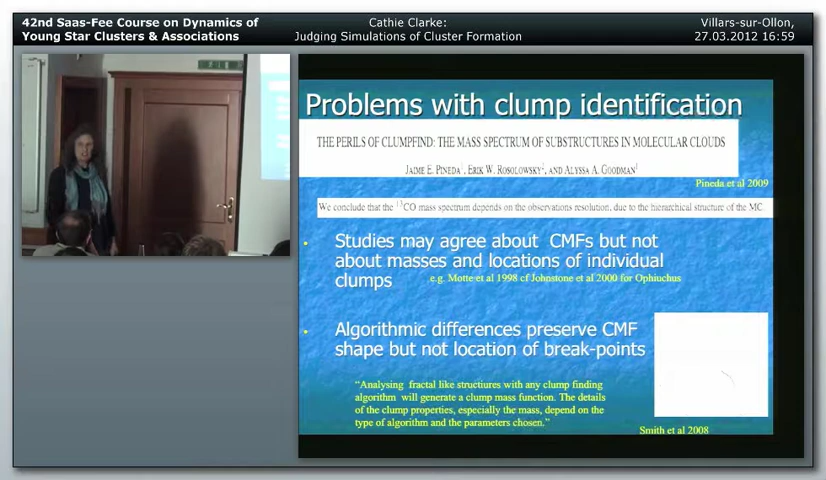 42nd Saas-Fee Course on Dynamics of
Young Star Clusters & Associations
Cathie Clarke:
Judging Simulations of Cluster Formation
Villars-sur-Ollon,
27.03.2012 16:59
Problems with clump identification
THE PERILS OF CLUMPFIND: THE MASS SPECTRUM OF SUBSTRUCTURES IN MOLECULAR CLOUDS
JAIME E. PINEDA¹, ERIK W. ROSOLOWSKY², AND ALYSSA A. GOODMAN¹
Pineda et al 2009
We conclude that the ¹³CO mass spectrum depends on the observations resolution, due to the hierarchical structure of the MC
• Studies may agree about CMFs but not
about masses and locations of individual
clumps e.g. Motte et al 1998 cf Johnstone et al 2000 for Ophiuchus
• Algorithmic differences preserve CMF
shape but not location of break-points
“Analysing fractal like structiures with any clump finding
algorithm will generate a clump mass function. The details
of the clump properties, especially the mass, depend on the
type of algorithm and the parameters chosen.”
Smith et al 2008